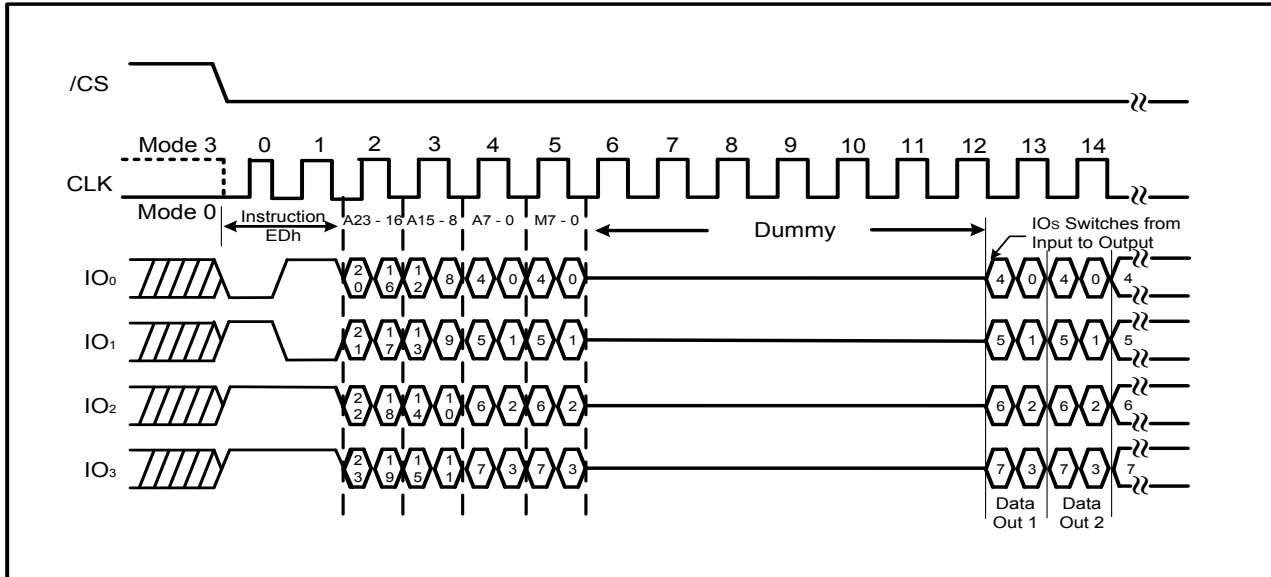 /CS
Mode 3 0 1 2 3 4 5 6 7 8 9 10 11 12 13 14
CLK
Mode 0
Instruction
EDh
A23 - 16 A15 - 8 A7 - 0 M7 - 0
Dummy
IOs Switches from
Input to Output
IO0 20 16 12 8 4 0 4 0 4 0 4 0 4
IO1 21 17 13 9 5 1 5 1 5 1 5 1 5
IO2 22 18 14 10 6 2 6 2 6 2 6 2 6
IO3 23 19 15 11 7 3 7 3 7 3 7 3 7
Data
Out 1
Data
Out 2